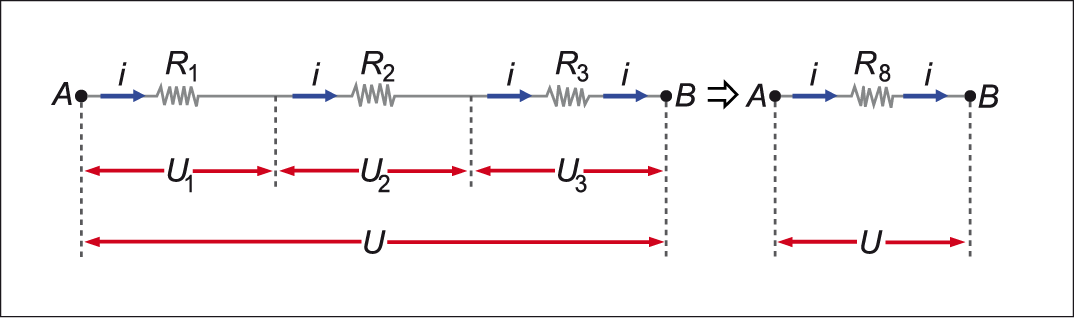 i R1 i R2 i R3 i i R8 i
A B ⇒ A B
U1 U2 U3
U U